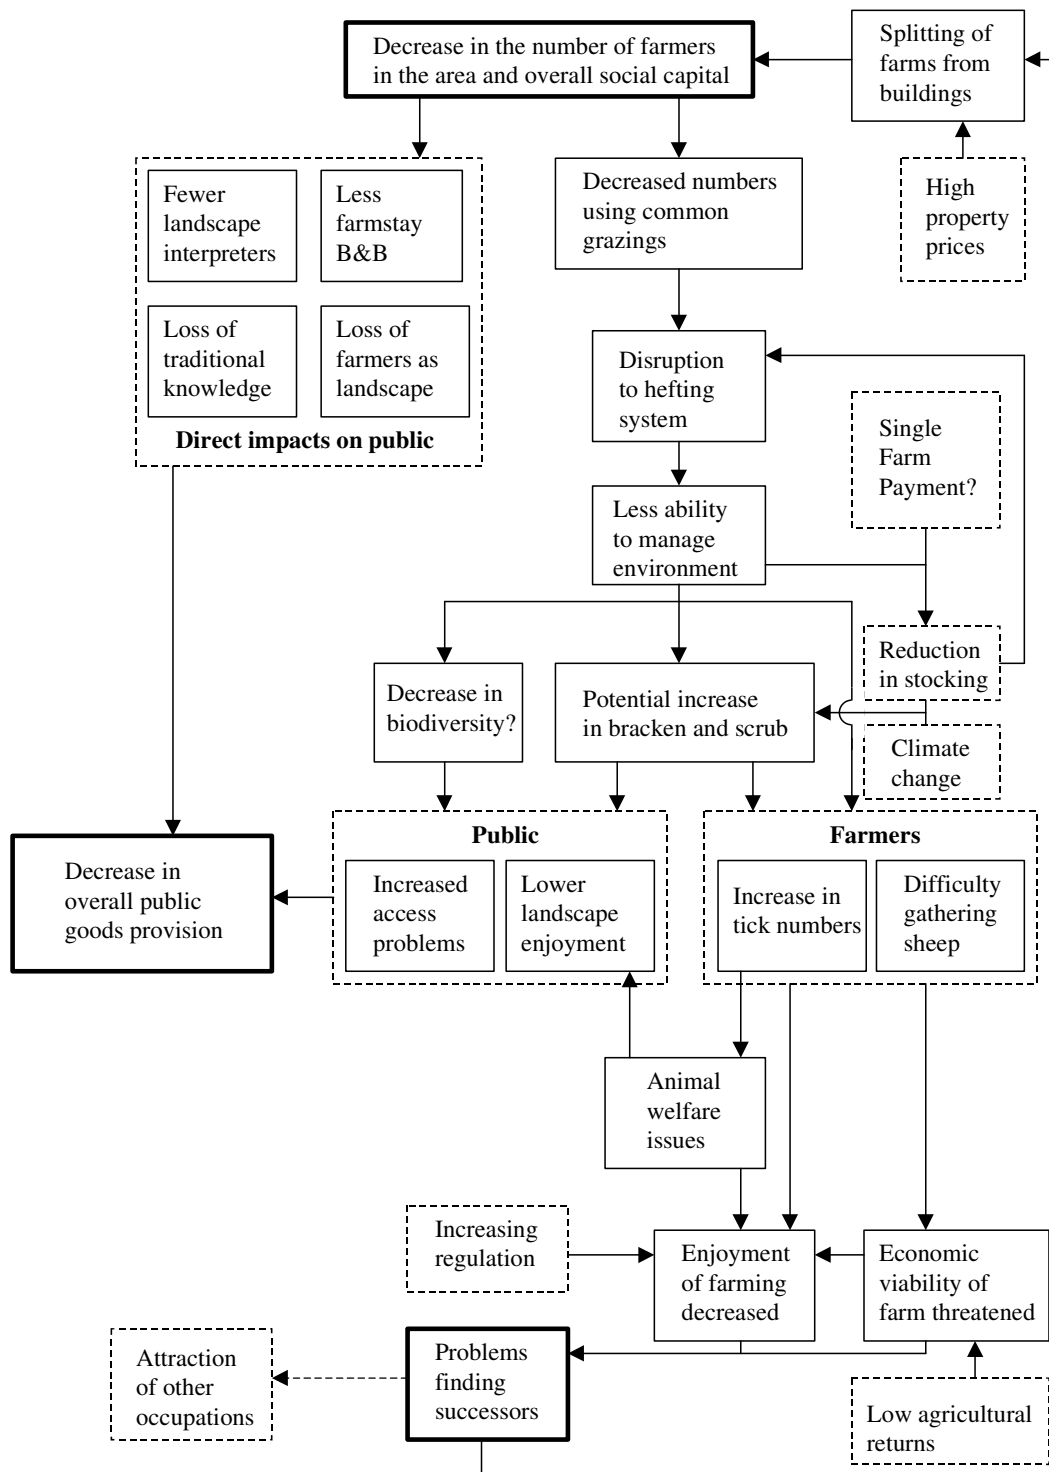 Decrease in the number of farmers
in the area and overall social capital
Splitting of
farms from
buildings
High
property
prices
Fewer
landscape
interpreters
Less
farmstay
B&B
Loss of
traditional
knowledge
Loss of
farmers as
landscape
Direct impacts on public
Decreased numbers
using common
grazings
Disruption
to hefting
system
Single
Farm
Payment?
Less ability
to manage
environment
Reduction
in stocking
Decrease in
biodiversity?
Potential increase
in bracken and scrub
Climate
change
Public
Increased
access
problems
Lower
landscape
enjoyment
Farmers
Increase in
tick numbers
Difficulty
gathering
sheep
Decrease in
overall public
goods provision
Animal
welfare
issues
Increasing
regulation
Enjoyment
of farming
decreased
Economic
viability of
farm threatened
Attraction
of other
occupations
Problems
finding
successors
Low agricultural
returns